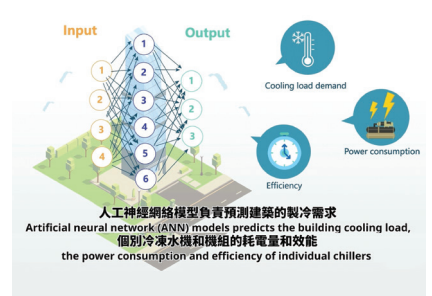 Input
Output
1
2
3
4
1
2
3
4
5
6
1
2
3
Cooling load demand
Power consumption
Efficiency
人工神經網絡模型負責預測建築的製冷需求
Artificial neural network (ANN) models predicts the building cooling load,
個別冷凍水機和機組的耗電量和效能
the power consumption and efficiency of individual chillers